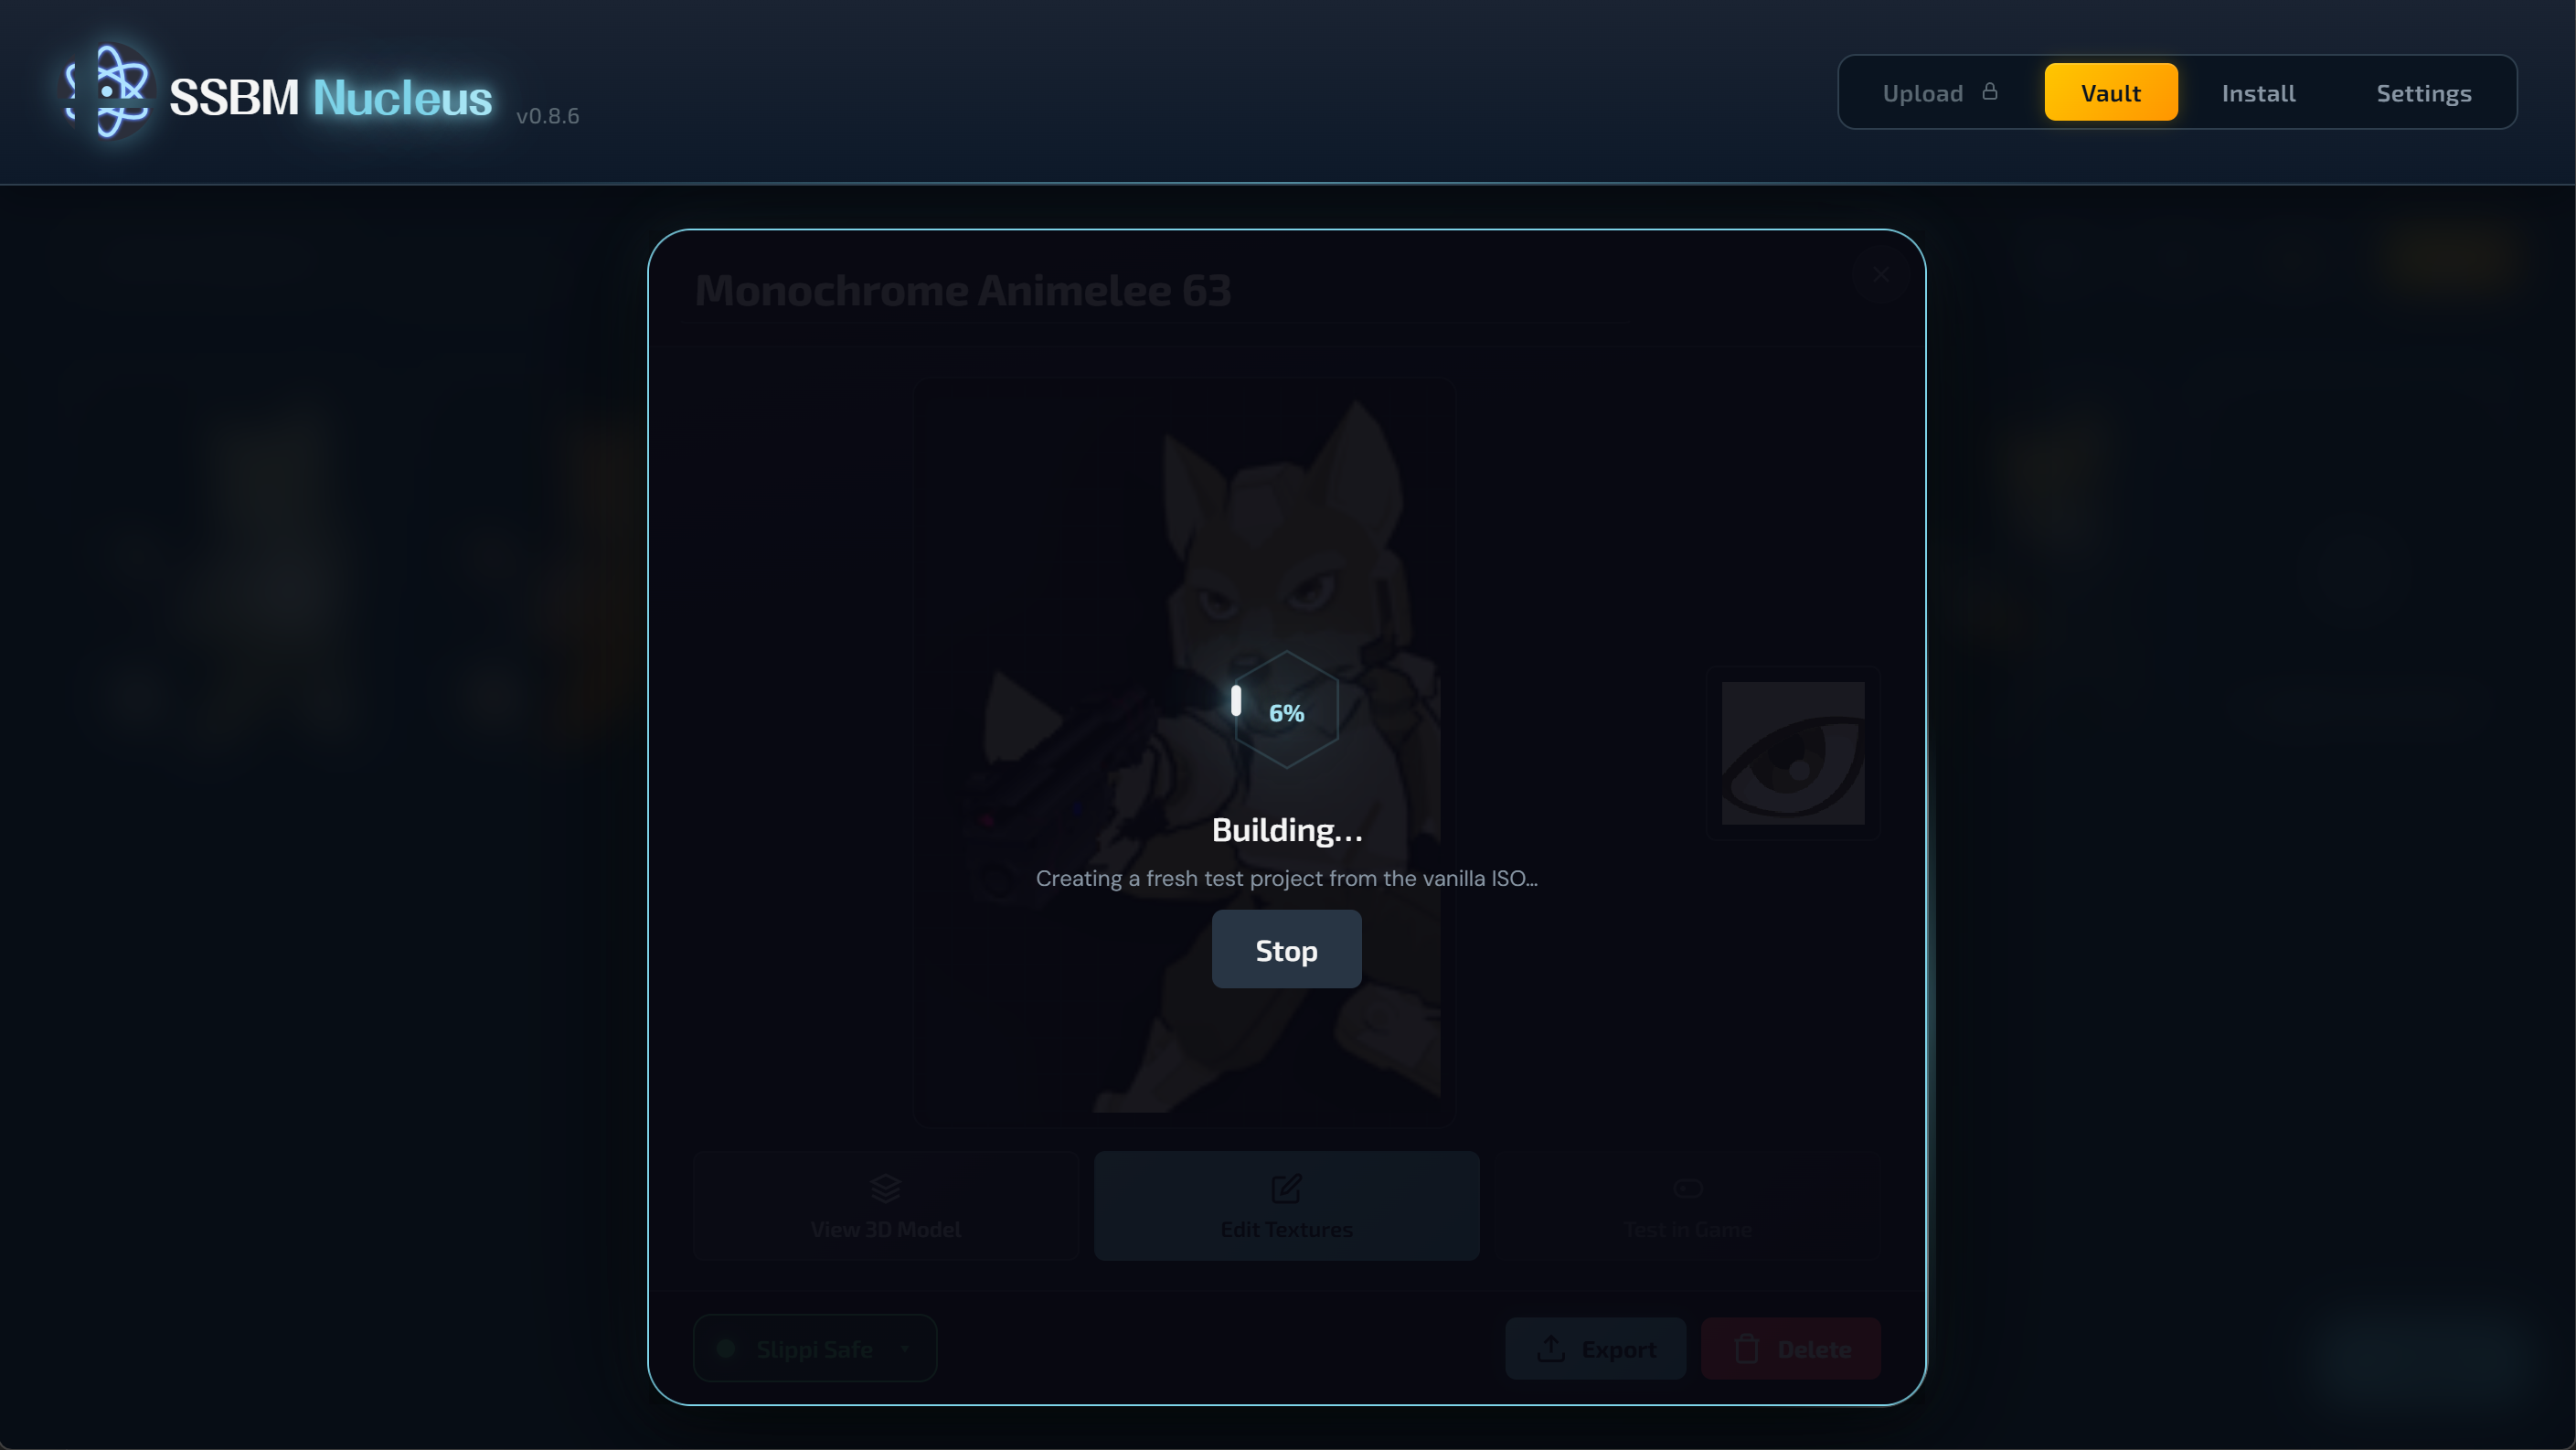 SSBM Nucleus v0.8.6
Upload
Vault
Install
Settings
Monochrome Animelee 63
6%
Building...
Creating a fresh test project from the vanilla ISO...
Stop
View 3D Model
Edit Textures
Test in Game
Slippi Safe
Export
Delete